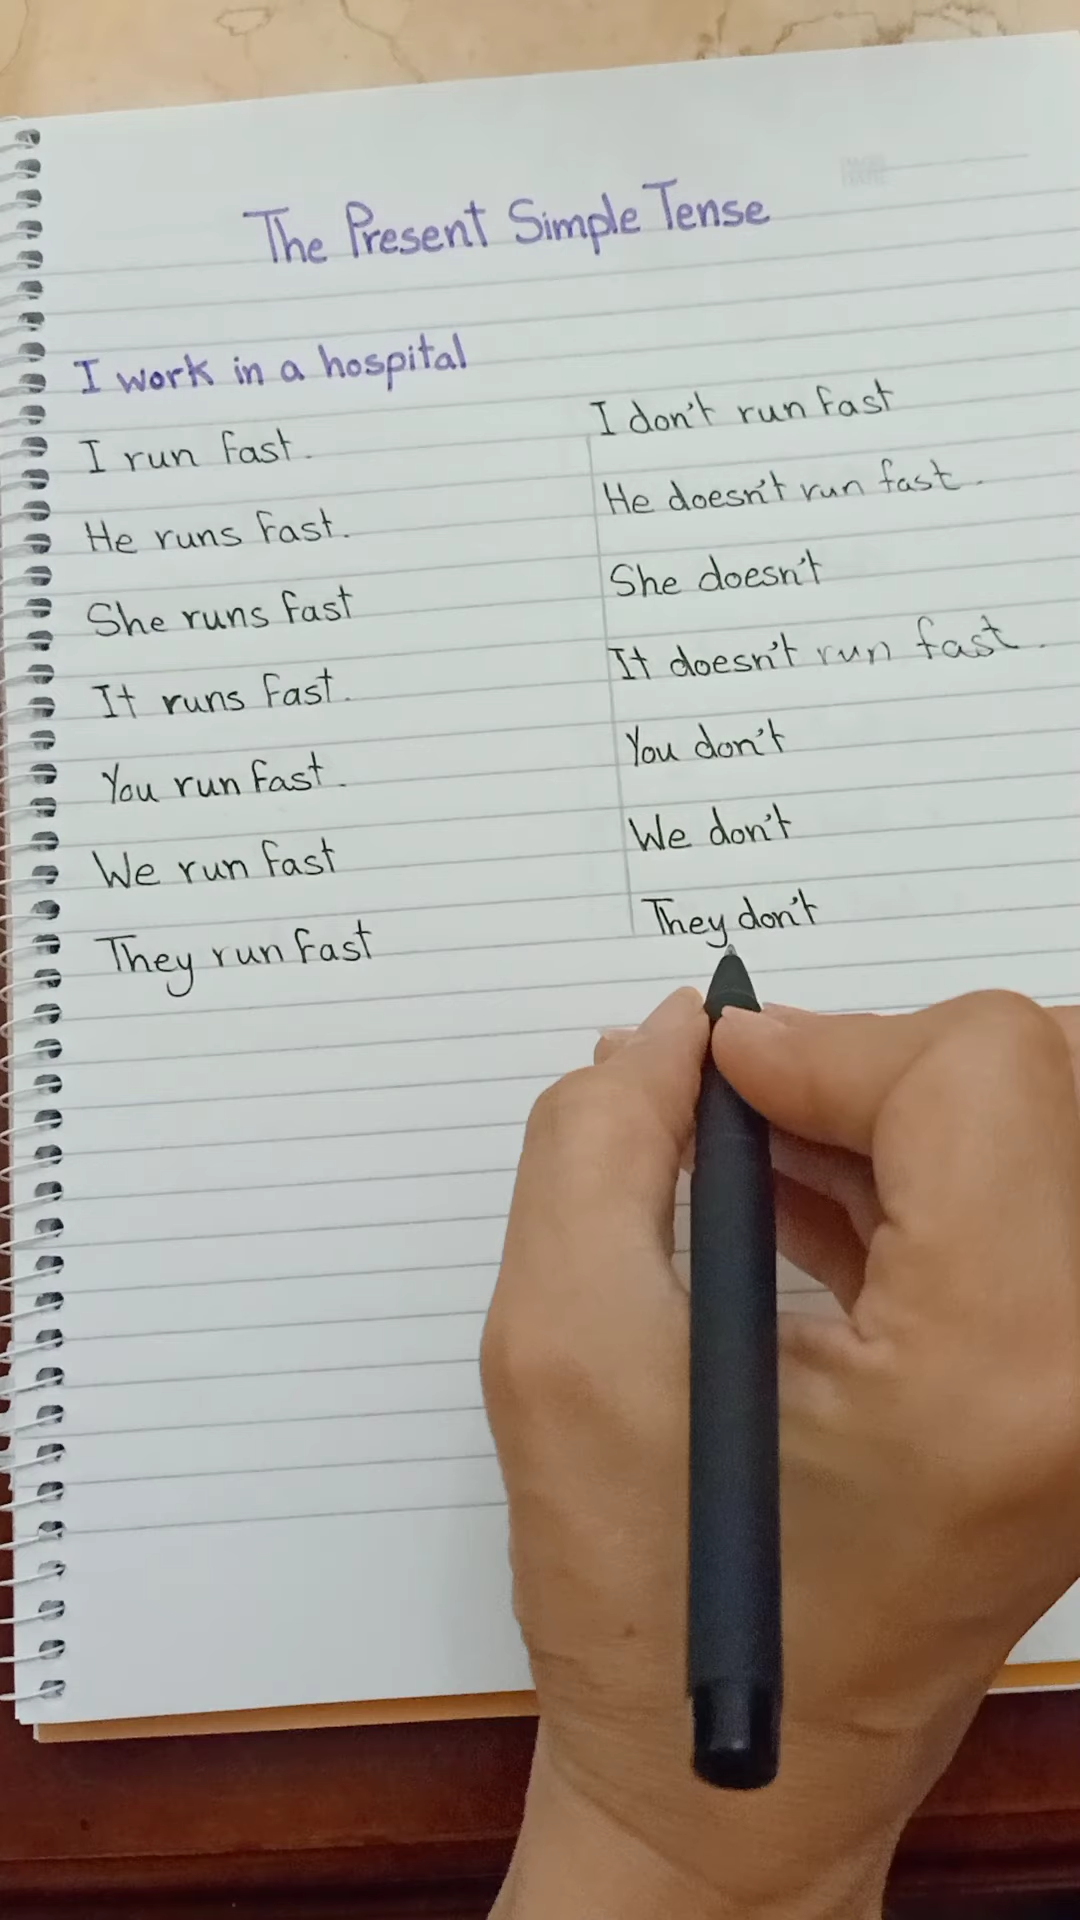 The Present Simple Tense
I work in a hospital
I run fast.
He runs fast.
She runs fast
It runs fast.
You run fast.
We run fast
They run fast
I don't run fast
He doesn't run fast.
She doesn't
It doesn't run fast.
You don't
We don't
They don't